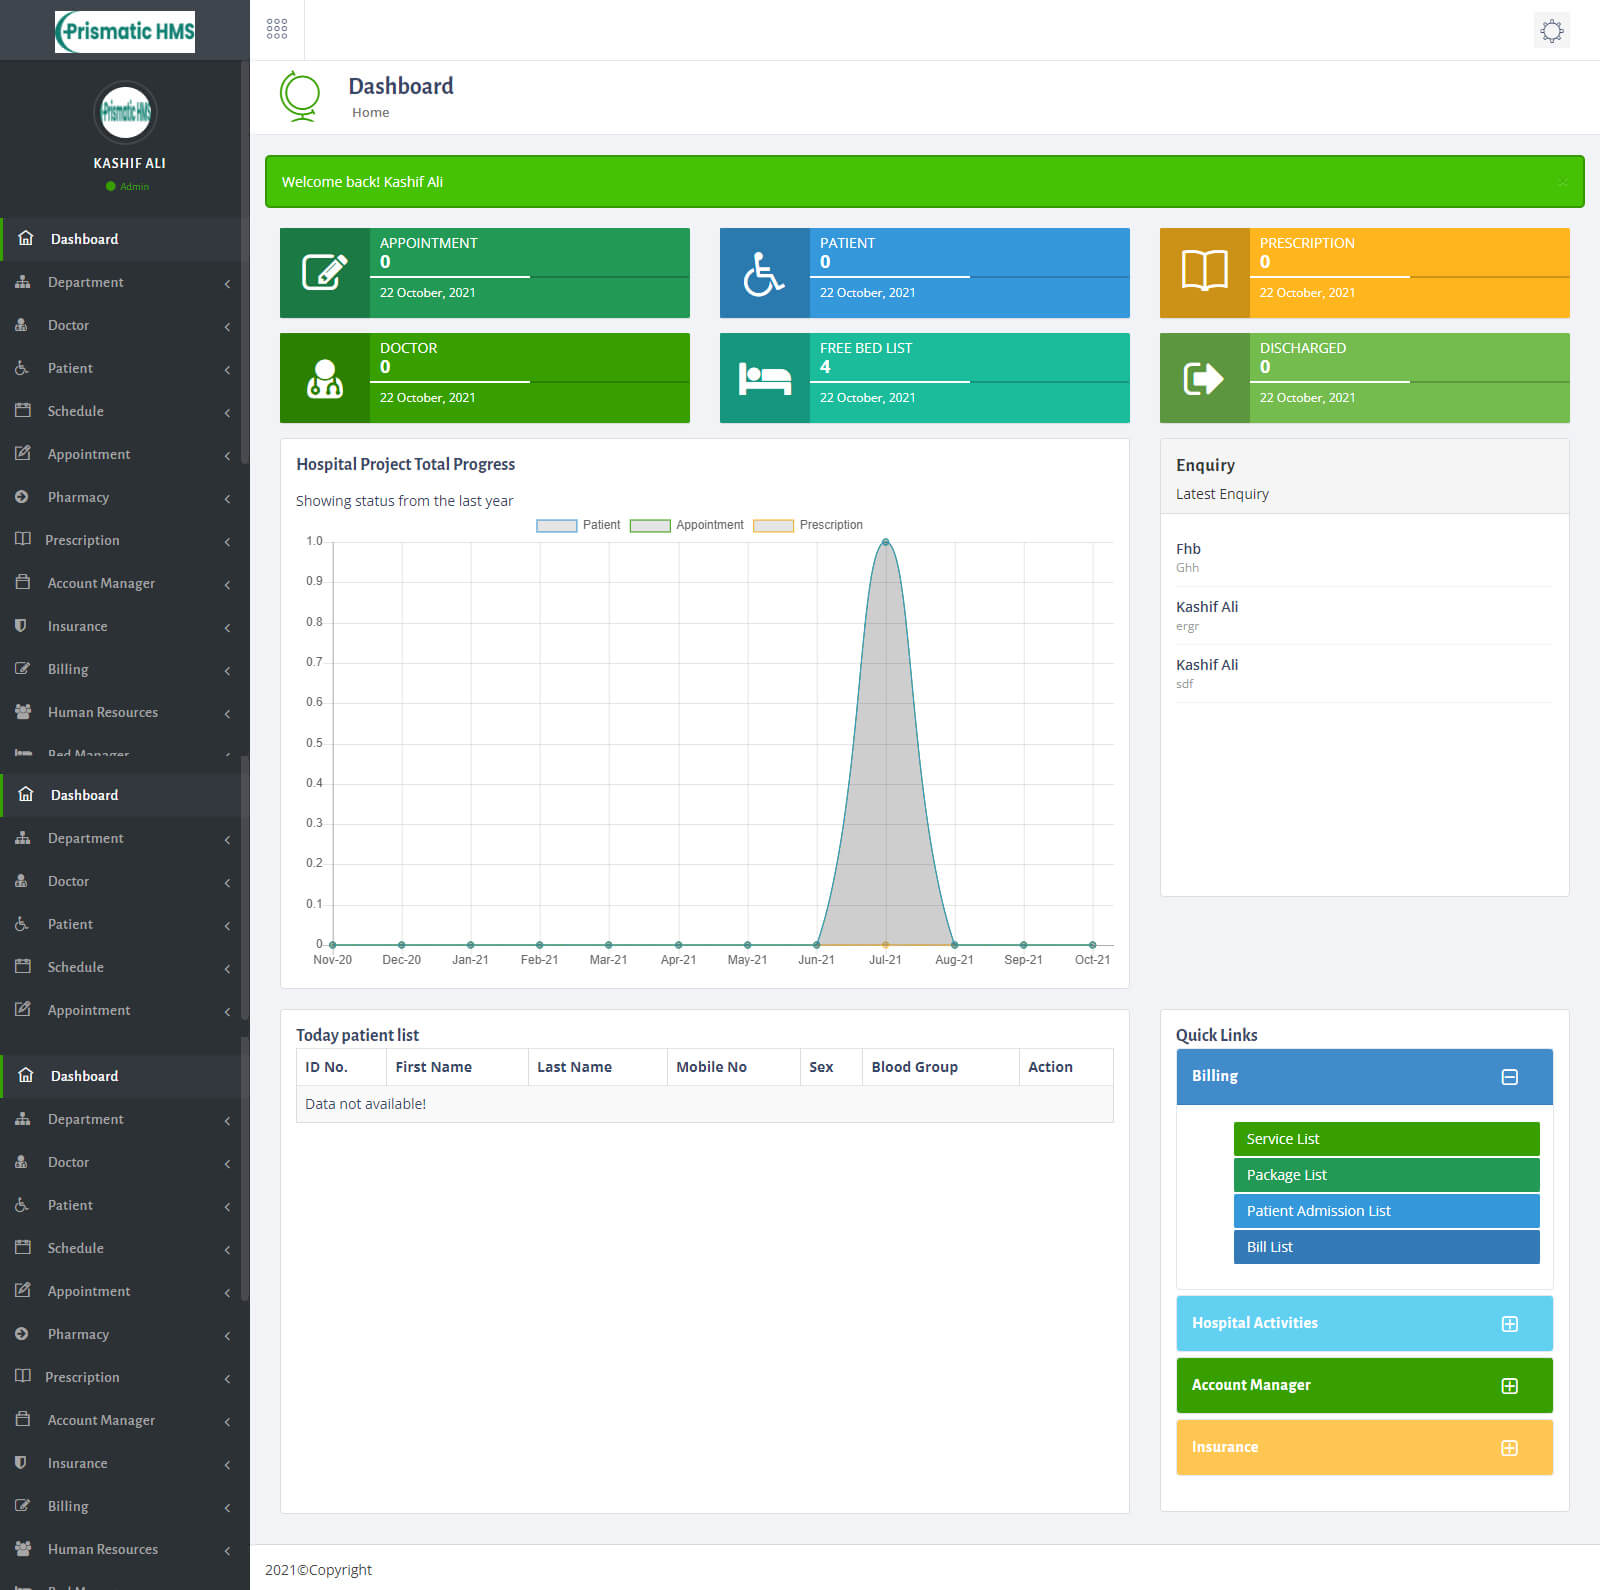 Prismatic HMS
Prismatic HMS
KASHIF ALI
Admin
Dashboard
Department
Doctor
Patient
Schedule
Appointment
Pharmacy
Prescription
Account Manager
Insurance
Billing
Human Resources
Bed Manager
Dashboard
Department
Doctor
Patient
Schedule
Appointment
Dashboard
Department
Doctor
Patient
Schedule
Appointment
Pharmacy
Prescription
Account Manager
Insurance
Billing
Human Resources
Dashboard
Home
Welcome back! Kashif Ali
×
APPOINTMENT
0
22 October, 2021
PATIENT
0
22 October, 2021
PRESCRIPTION
0
22 October, 2021
DOCTOR
0
22 October, 2021
FREE BED LIST
4
22 October, 2021
DISCHARGED
0
22 October, 2021
Hospital Project Total Progress
Showing status from the last year
Patient Appointment Prescription
1.0
0.9
0.8
0.7
0.6
0.5
0.4
0.3
0.2
0.1
0
Nov-20 Dec-20 Jan-21 Feb-21 Mar-21 Apr-21 May-21 Jun-21 Jul-21 Aug-21 Sep-21 Oct-21
Enquiry
Latest Enquiry
Fhb
Ghh
Kashif Ali
ergr
Kashif Ali
sdf
Today patient list
ID No. First Name Last Name Mobile No Sex Blood Group Action
Data not available!
Quick Links
Billing
Service List
Package List
Patient Admission List
Bill List
Hospital Activities
Account Manager
Insurance
2021©Copyright